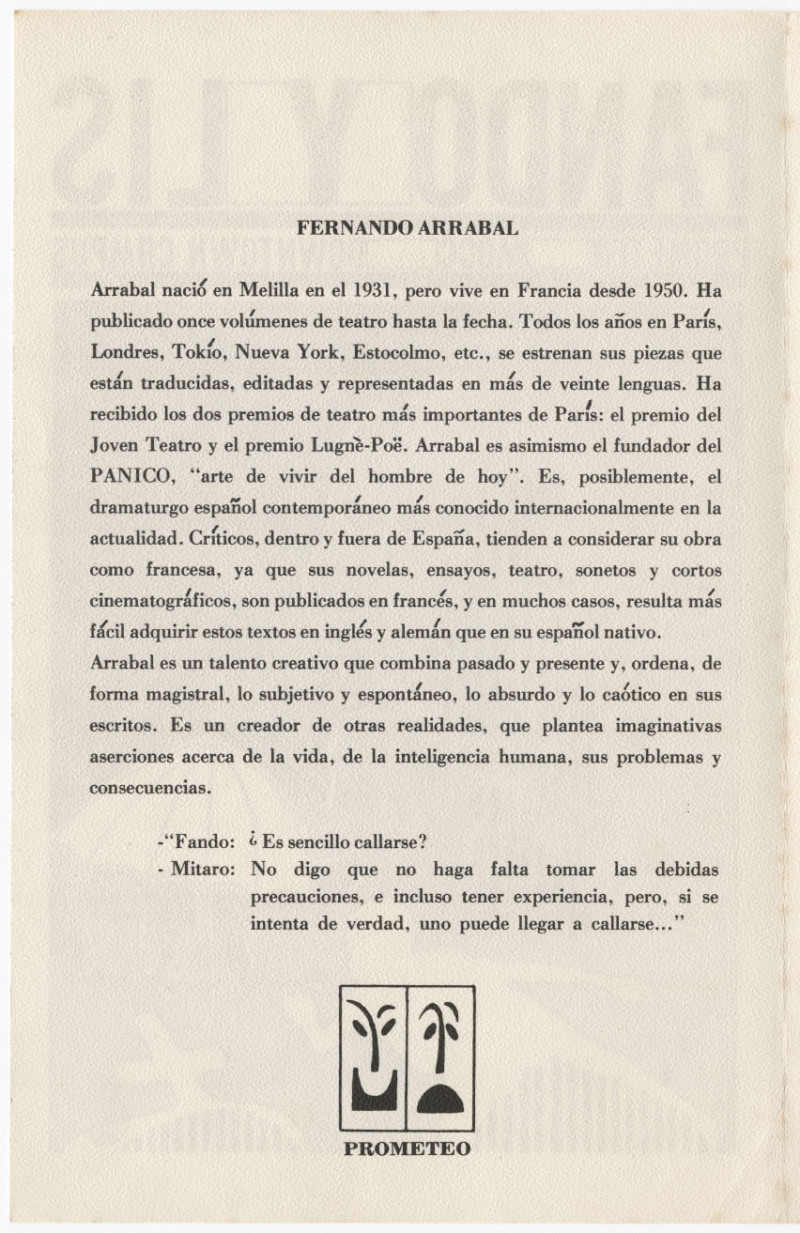 FERNANDO ARRABAL
Arrabal nació en Melilla en el 1931, pero vive en Francia desde 1950. Ha
publicado once volúmenes de teatro hasta la fecha. Todos los años en París,
Londres, Tokío, Nueva York, Estocolmo, etc., se estrenan sus piezas que
están traducidas, editadas y representadas en más de veinte lenguas. Ha
recibido los dos premios de teatro más importantes de París: el premio del
Joven Teatro y el premio Lugnè-Poë. Arrabal es asimismo el fundador del
PANICO, “arte de vivir del hombre de hoy”. Es, posiblemente, el
dramaturgo español contemporáneo más conocido internacionalmente en la
actualidad. Críticos, dentro y fuera de España, tienden a considerar su obra
como francesa, ya que sus novelas, ensayos, teatro, sonetos y cortos
cinematográficos, son publicados en francés, y en muchos casos, resulta más
fácil adquirir estos textos en inglés y alemán que en su español nativo.
Arrabal es un talento creativo que combina pasado y presente y, ordena, de
forma magistral, lo subjetivo y espontáneo, lo absurdo y lo caótico en sus
escritos. Es un creador de otras realidades, que plantea imaginativas
aserciones acerca de la vida, de la inteligencia humana, sus problemas y
consecuencias.
-“Fando: ¿ Es sencillo callarse?
- Mitaro: No digo que no haga falta tomar las debidas
precauciones, e incluso tener experiencia, pero, si se
intenta de verdad, uno puede llegar a callarse...”
PROMETEO